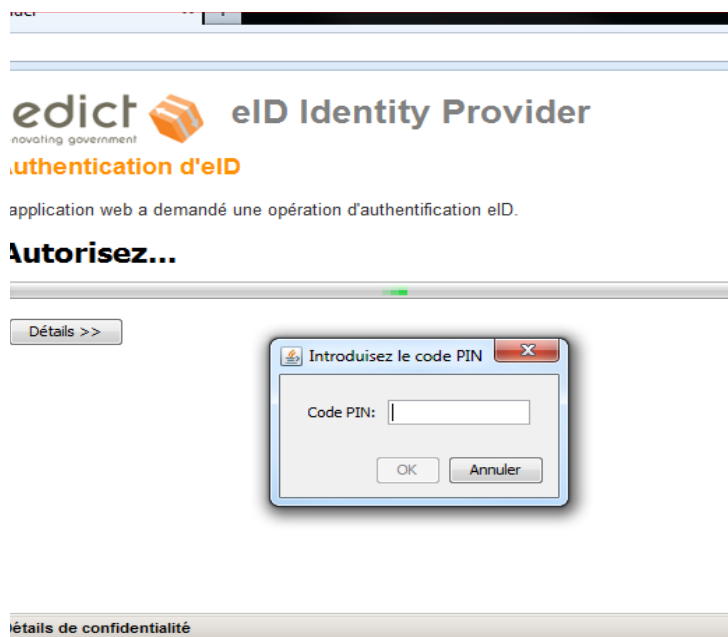 edict eID Identity Provider
novating government
uthentication d'eID
application web a demandé une opération d'authentification eID.
Autorisez...
Détails >>
Introduisez le code PIN
Code PIN:
OK Annuler
étails de confidentialité